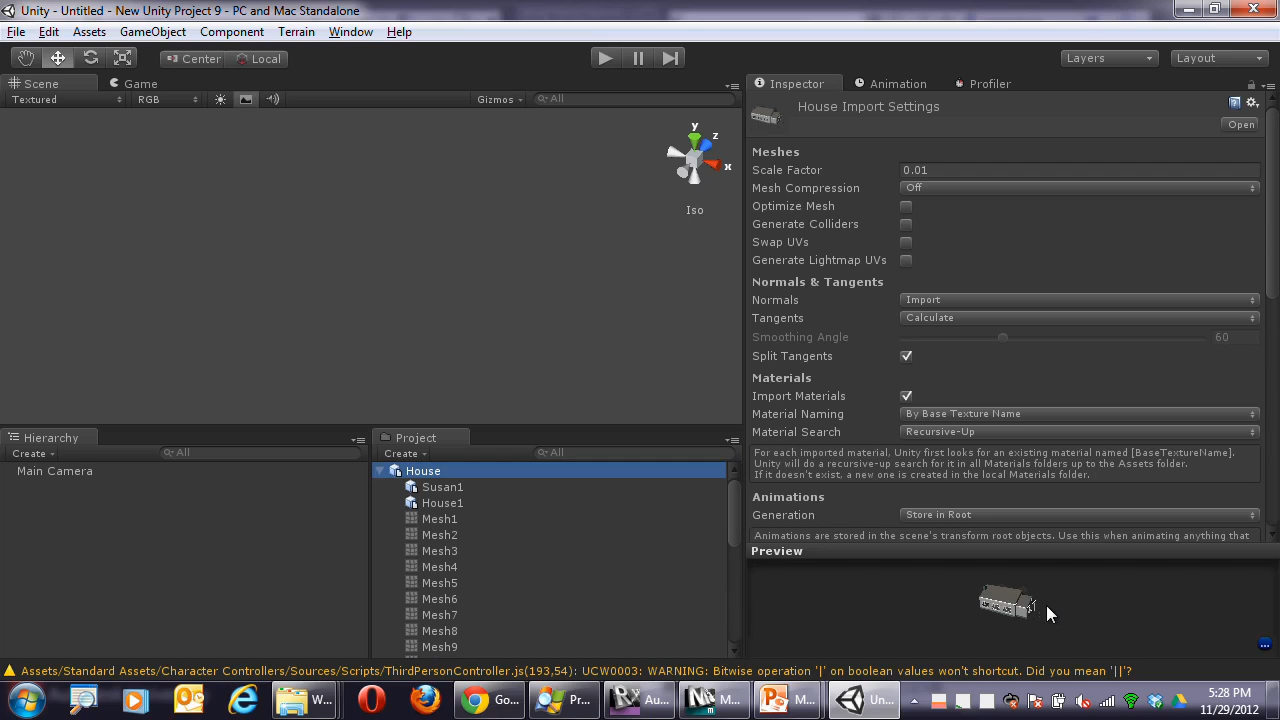 Unity - Untitled - New Unity Project 9 - PC and Mac Standalone
File Edit Assets GameObject Component Terrain Window Help
Center Local Layers Layout
Scene Game Inspector Animation Profiler
Textured RGB Gizmos All
House Import Settings
Open
y
z
x
Iso
Meshes
Scale Factor 0.01
Mesh Compression Off
Optimize Mesh
Generate Colliders
Swap UVs
Generate Lightmap UVs
Normals & Tangents
Normals Import
Tangents Calculate
Smoothing Angle 60
Split Tangents
Materials
Import Materials
Material Naming By Base Texture Name
Material Search Recursive-Up
For each imported material, Unity first looks for an existing material named [BaseTextureName].
Unity will do a recursive-up search for it in all Materials folders up to the Assets folder.
If it doesn't exist, a new one is created in the local Materials folder.
Animations
Generation Store in Root
Animations are stored in the scene's transform root objects. Use this when animating anything that
Preview
Hierarchy
Create All
Main Camera
Project
Create All
House
Susan1
House1
Mesh1
Mesh2
Mesh3
Mesh4
Mesh5
Mesh6
Mesh7
Mesh8
Mesh9
Assets/Standard Assets/Character Controllers/Sources/Scripts/ThirdPersonController.js(193,54): UCW0003: WARNING: Bitwise operation '|' on boolean values won't shortcut. Did you mean '||'?
W... Go... Pr... Au... M... M... Un...
5:28 PM
11/29/2012